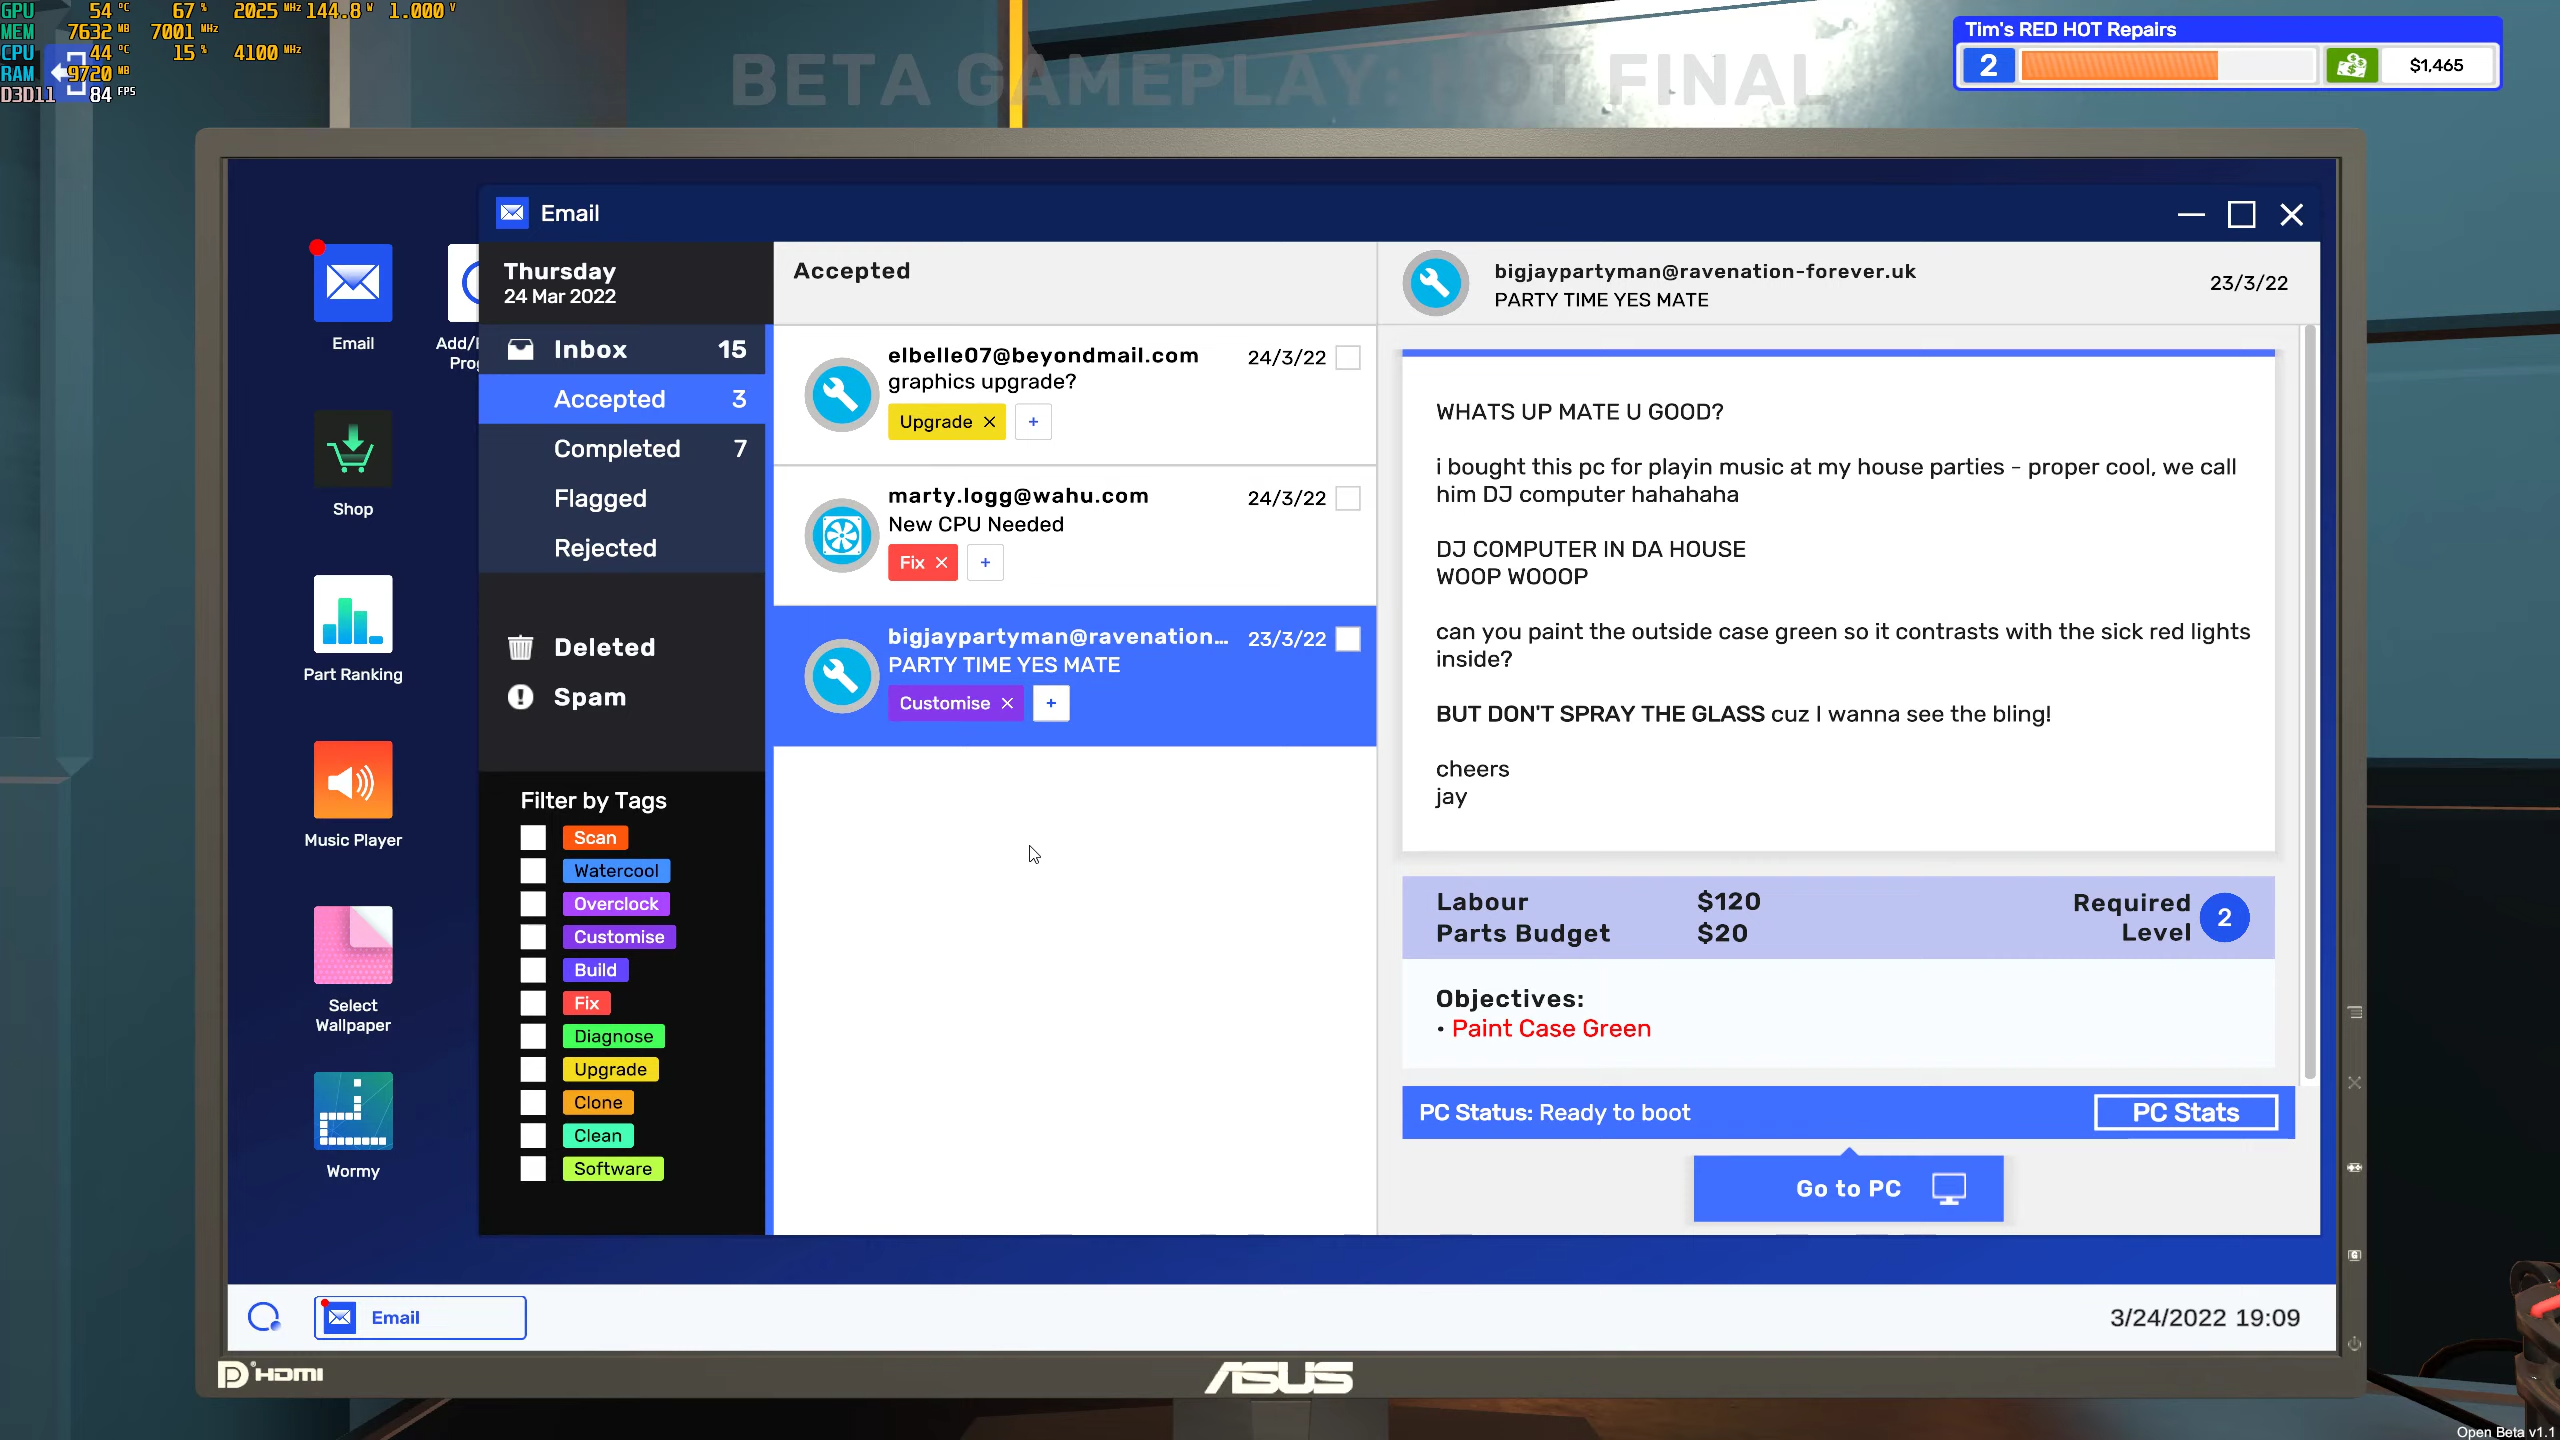 GPU 54 °C 67 % 2025 MHz 144.8 W 1.000 V
MEM 7632 MB 7001 MHz
CPU 44 °C 15 % 4100 MHz
RAM 9720 MB
D3D11 84 FPS
BETA GAMEPLAY: NOT FINAL
Tim's RED HOT Repairs
2
$1,465
Email
Thursday
24 Mar 2022
Inbox 15
Accepted 3
Completed 7
Flagged
Rejected
Deleted
Spam
Filter by Tags
Scan
Watercool
Overclock
Customise
Build
Fix
Diagnose
Upgrade
Clone
Clean
Software
Email
Add/
Prog
Shop
Part Ranking
Music Player
Select
Wallpaper
Wormy
Accepted
elbelle07@beyondmail.com 24/3/22
graphics upgrade?
Upgrade × +
marty.logg@wahu.com 24/3/22
New CPU Needed
Fix × +
bigjaypartyman@ravenation... 23/3/22
PARTY TIME YES MATE
Customise × +
bigjaypartyman@ravenation-forever.uk
PARTY TIME YES MATE
23/3/22
WHATS UP MATE U GOOD?
i bought this pc for playin music at my house parties - proper cool, we call
him DJ computer hahahaha
DJ COMPUTER IN DA HOUSE
WOOP WOOOP
can you paint the outside case green so it contrasts with the sick red lights
inside?
BUT DON'T SPRAY THE GLASS cuz I wanna see the bling!
cheers
jay
Labour $120
Parts Budget $20
Required
Level 2
Objectives:
• Paint Case Green
PC Status: Ready to boot
PC Stats
Go to PC
Email
3/24/2022 19:09
HDMI
ASUS
Open Beta v1.1